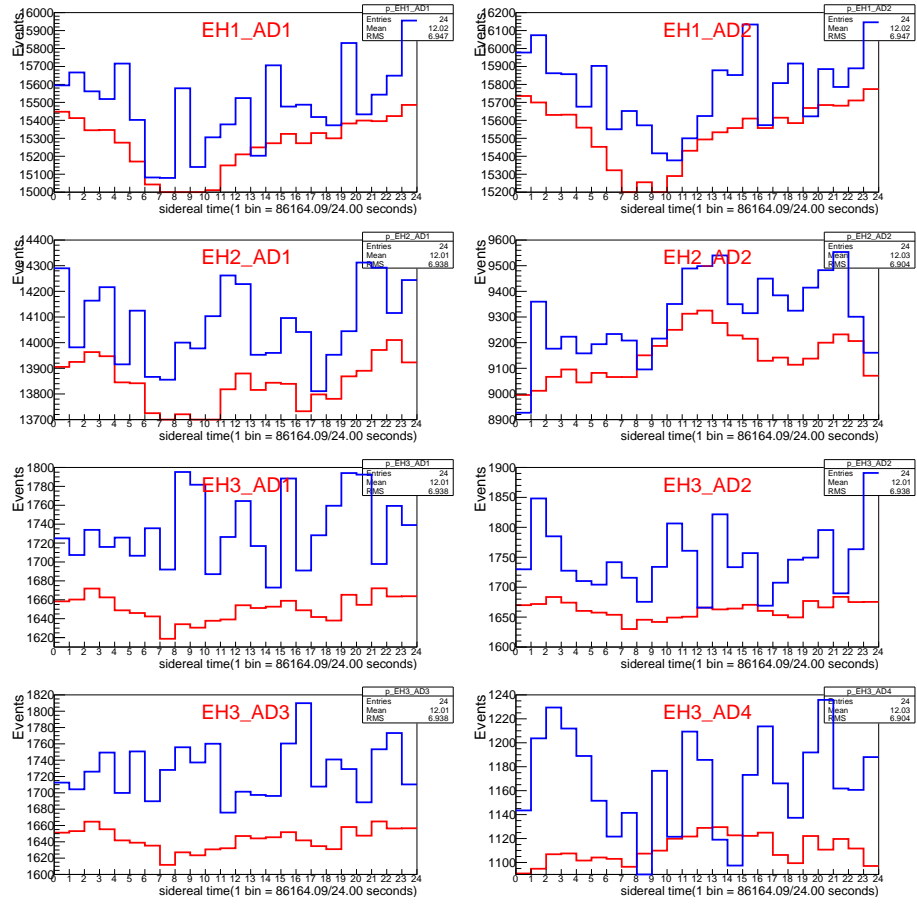 EH1_AD1
p_EH1_AD1
Entries 24
Mean 12.02
RMS 6.947
Events
16000
15900
15800
15700
15600
15500
15400
15300
15200
15100
15000
0 1 2 3 4 5 6 7 8 9 10 11 12 13 14 15 16 17 18 19 20 21 22 23 24
sidereal time(1 bin = 86164.09/24.00 seconds)
EH1_AD2
p_EH1_AD2
Entries 24
Mean 12.02
RMS 6.947
Events
16200
16100
16000
15900
15800
15700
15600
15500
15400
15300
15200
0 1 2 3 4 5 6 7 8 9 10 11 12 13 14 15 16 17 18 19 20 21 22 23 24
sidereal time(1 bin = 86164.09/24.00 seconds)
EH2_AD1
p_EH2_AD1
Entries 24
Mean 12.01
RMS 6.938
Events
14400
14300
14200
14100
14000
13900
13800
13700
0 1 2 3 4 5 6 7 8 9 10 11 12 13 14 15 16 17 18 19 20 21 22 23 24
sidereal time(1 bin = 86164.09/24.00 seconds)
EH2_AD2
p_EH2_AD2
Entries 24
Mean 12.03
RMS 6.904
Events
9600
9500
9400
9300
9200
9100
9000
8900
0 1 2 3 4 5 6 7 8 9 10 11 12 13 14 15 16 17 18 19 20 21 22 23 24
sidereal time(1 bin = 86164.09/24.00 seconds)
EH3_AD1
p_EH3_AD1
Entries 24
Mean 12.01
RMS 6.938
Events
1800
1780
1760
1740
1720
1700
1680
1660
1640
1620
0 1 2 3 4 5 6 7 8 9 10 11 12 13 14 15 16 17 18 19 20 21 22 23 24
sidereal time(1 bin = 86164.09/24.00 seconds)
EH3_AD2
p_EH3_AD2
Entries 24
Mean 12.01
RMS 6.938
Events
1900
1850
1800
1750
1700
1650
1600
0 1 2 3 4 5 6 7 8 9 10 11 12 13 14 15 16 17 18 19 20 21 22 23 24
sidereal time(1 bin = 86164.09/24.00 seconds)
EH3_AD3
p_EH3_AD3
Entries 24
Mean 12.01
RMS 6.938
Events
1820
1800
1780
1760
1740
1720
1700
1680
1660
1640
1620
1600
0 1 2 3 4 5 6 7 8 9 10 11 12 13 14 15 16 17 18 19 20 21 22 23 24
sidereal time(1 bin = 86164.09/24.00 seconds)
EH3_AD4
p_EH3_AD4
Entries 24
Mean 12.03
RMS 6.904
Events
1240
1220
1200
1180
1160
1140
1120
1100
0 1 2 3 4 5 6 7 8 9 10 11 12 13 14 15 16 17 18 19 20 21 22 23 24
sidereal time(1 bin = 86164.09/24.00 seconds)